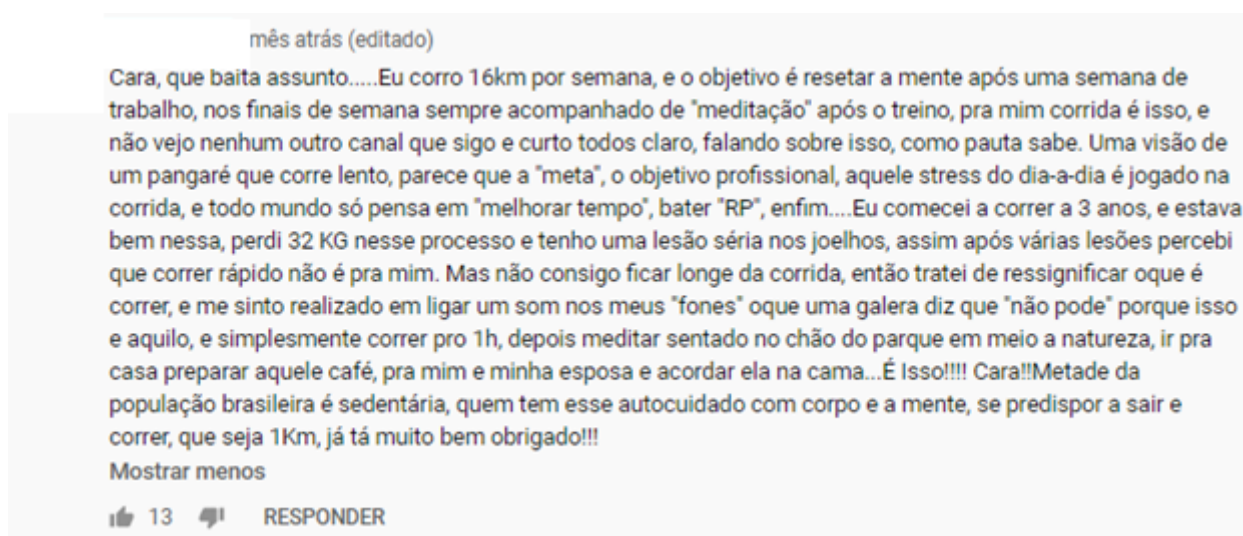 mês atrás (editado)
Cara, que baita assunto.....Eu corro 16km por semana, e o objetivo é resetar a mente após uma semana de
trabalho, nos finais de semana sempre acompanhado de "meditação" após o treino, pra mim corrida é isso, e
não vejo nenhum outro canal que sigo e curto todos claro, falando sobre isso, como pauta sabe. Uma visão de
um pangaré que corre lento, parece que a "meta", o objetivo profissional, aquele stress do dia-a-dia é jogado na
corrida, e todo mundo só pensa em "melhorar tempo", bater "RP", enfim....Eu comecei a correr a 3 anos, e estava
bem nessa, perdi 32 KG nesse processo e tenho uma lesão séria nos joelhos, assim após várias lesões percebi
que correr rápido não é pra mim. Mas não consigo ficar longe da corrida, então tratei de ressignificar oque é
correr, e me sinto realizado em ligar um som nos meus "fones" oque uma galera diz que "não pode" porque isso
e aquilo, e simplesmente correr pro 1h, depois meditar sentado no chão do parque em meio a natureza, ir pra
casa preparar aquele café, pra mim e minha esposa e acordar ela na cama...É Isso!!!! Cara!!Metade da
população brasileira é sedentária, quem tem esse autocuidado com corpo e a mente, se predispor a sair e
correr, que seja 1Km, já tá muito bem obrigado!!!
Mostrar menos
13 RESPONDER